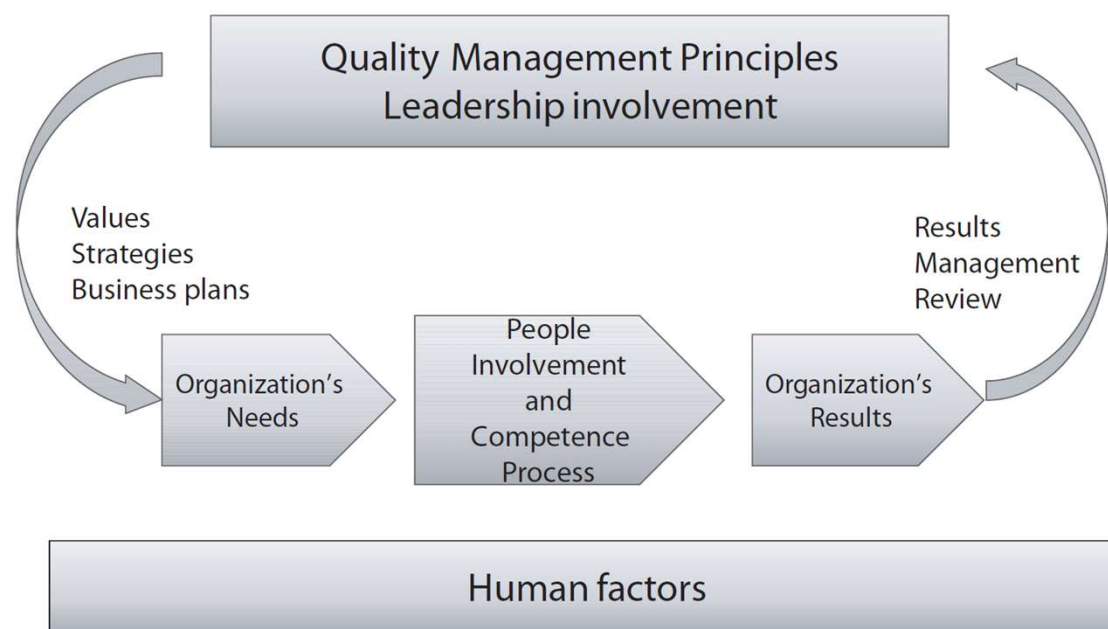 Quality Management Principles
Leadership involvement
Values
Strategies
Business plans
Results
Management
Review
Organization’s
Needs
People
Involvement
and
Competence
Process
Organization’s
Results
Human factors